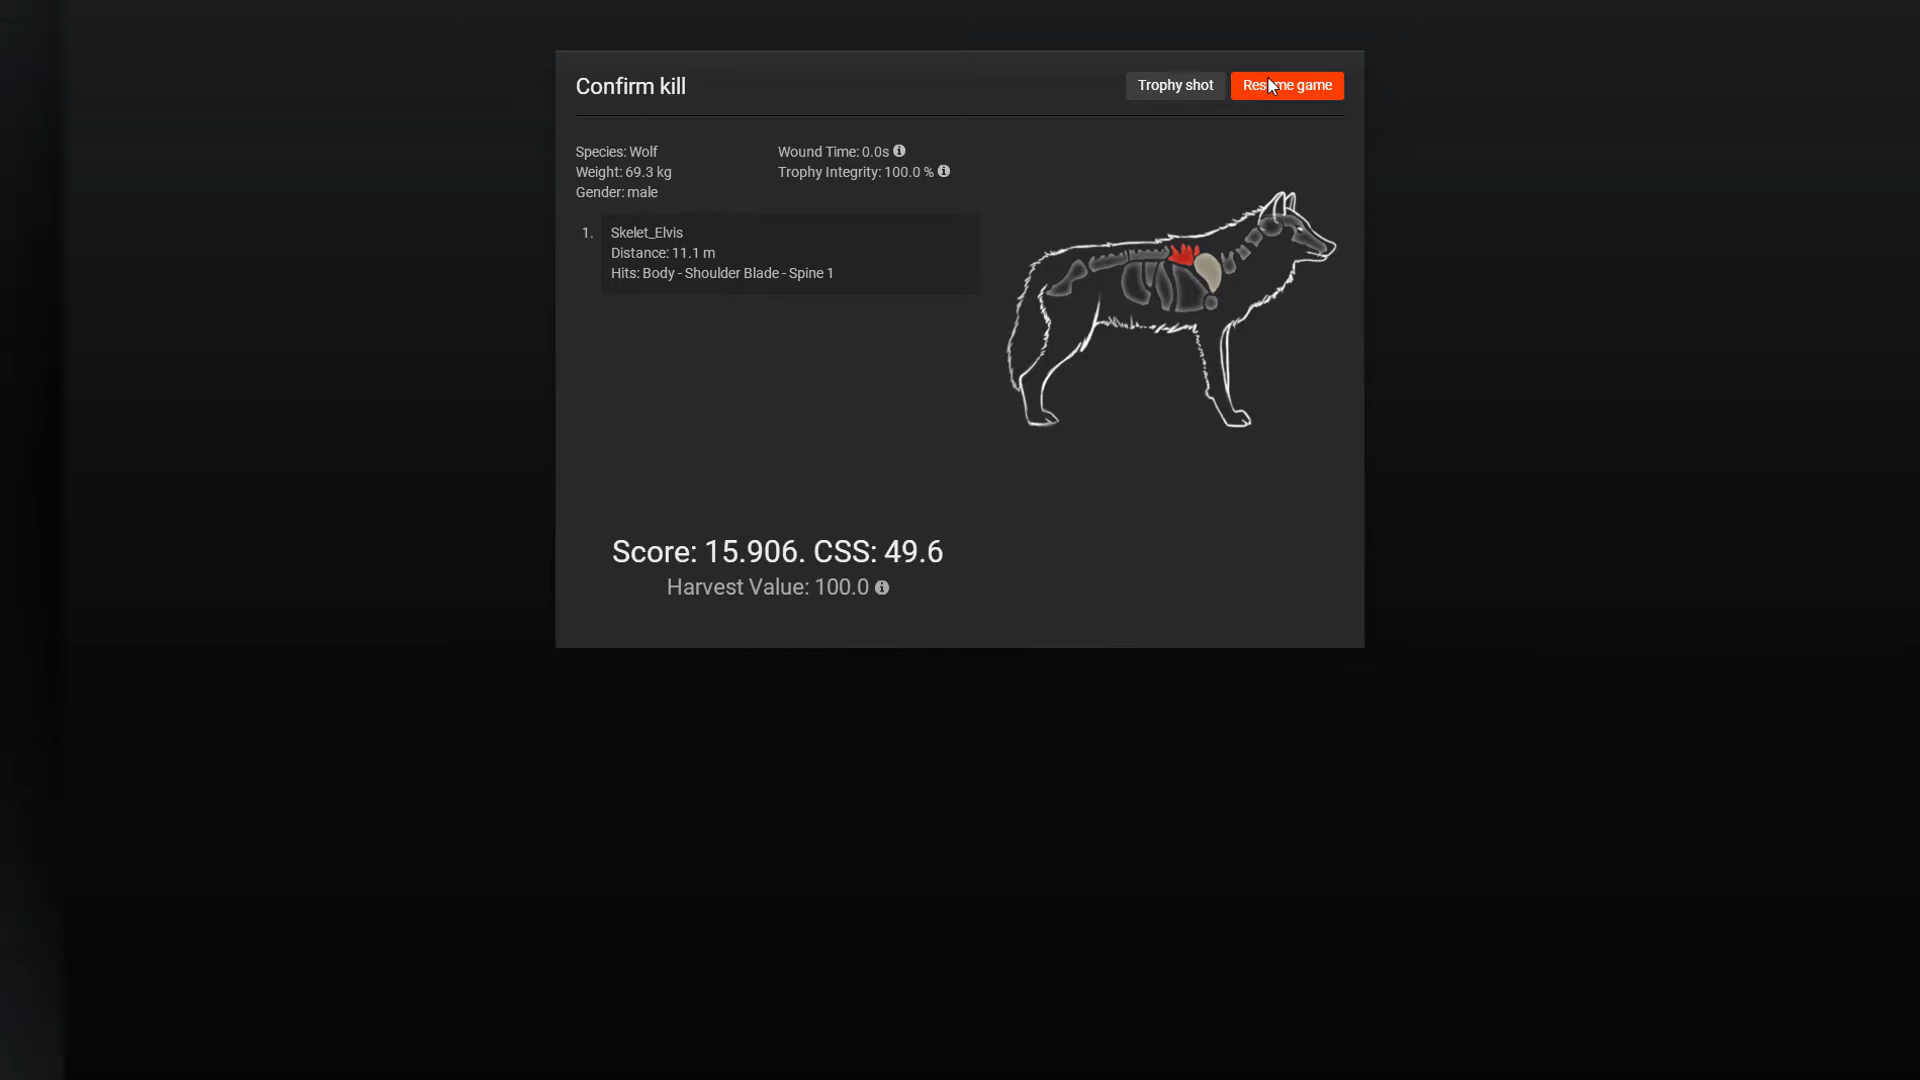 Confirm kill
Trophy shot
Resume game
Species: Wolf
Weight: 69.3 kg
Gender: male
Wound Time: 0.0s
Trophy Integrity: 100.0 %
1.
Skelet_Elvis
Distance: 11.1 m
Hits: Body - Shoulder Blade - Spine 1
Score: 15.906. CSS: 49.6
Harvest Value: 100.0